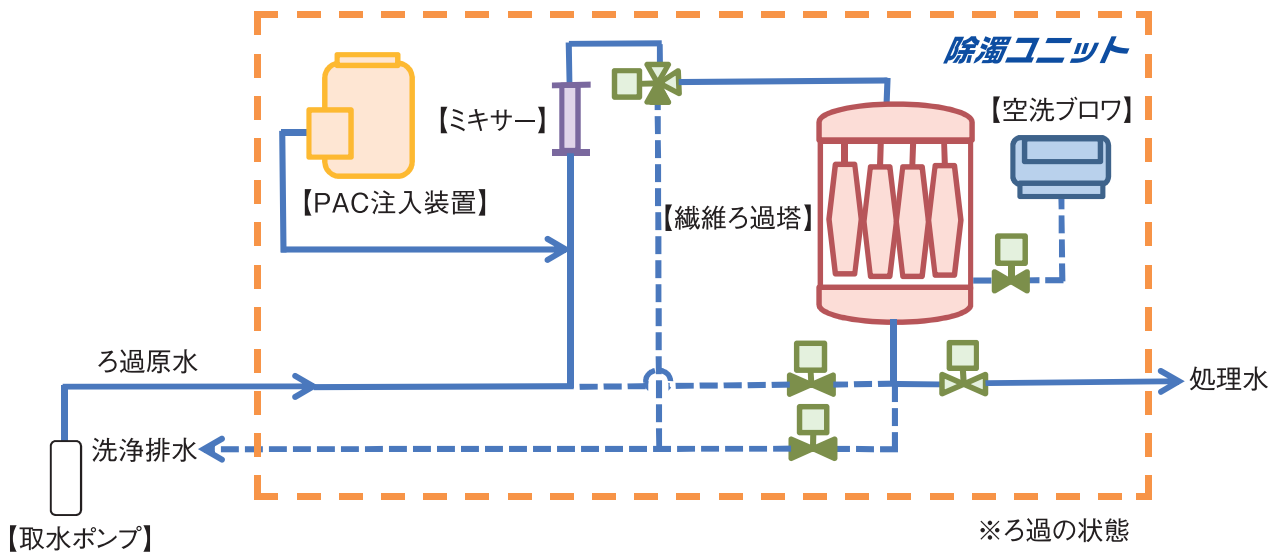 除濁ユニット
【空洗ブロワ】
【ミキサー】
【PAC注入装置】
【繊維ろ過塔】
ろ過原水
処理水
洗浄排水
【取水ポンプ】
※ろ過の状態